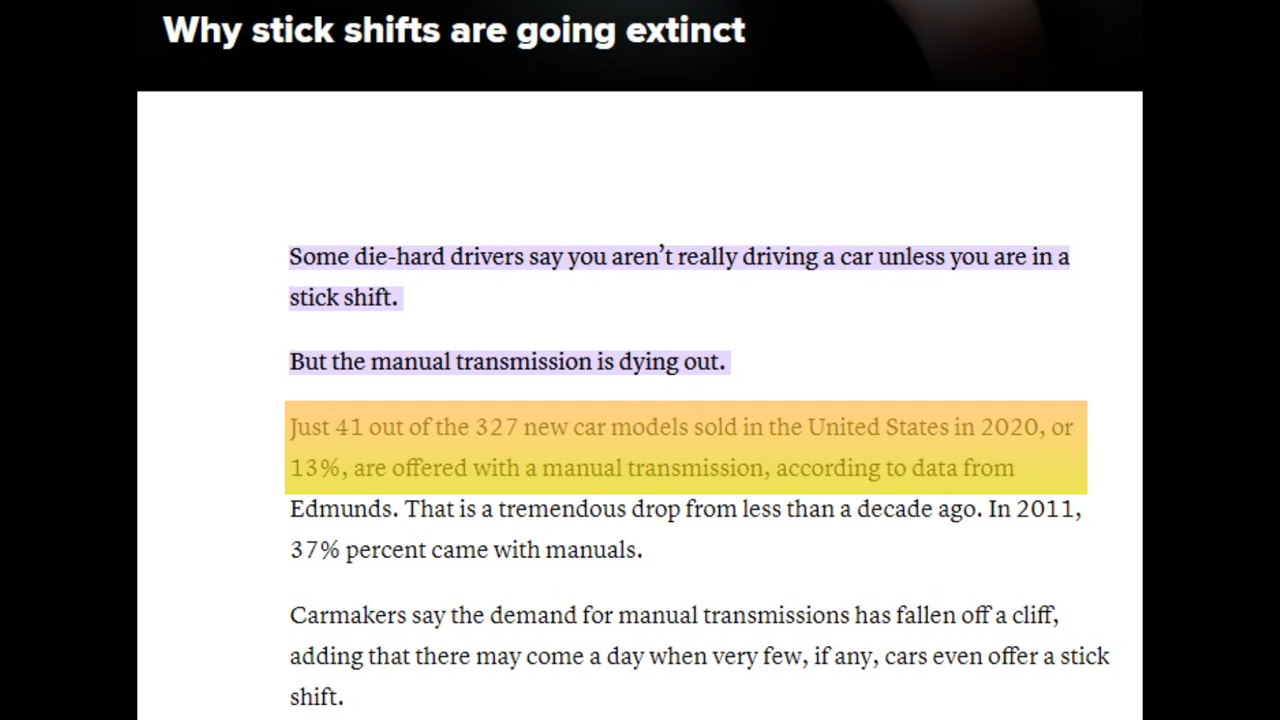 Why stick shifts are going extinct
Some die-hard drivers say you aren’t really driving a car unless you are in a
stick shift.
But the manual transmission is dying out.
Just 41 out of the 327 new car models sold in the United States in 2020, or
13%, are offered with a manual transmission, according to data from
Edmunds. That is a tremendous drop from less than a decade ago. In 2011,
37% percent came with manuals.
Carmakers say the demand for manual transmissions has fallen off a cliff,
adding that there may come a day when very few, if any, cars even offer a stick
shift.